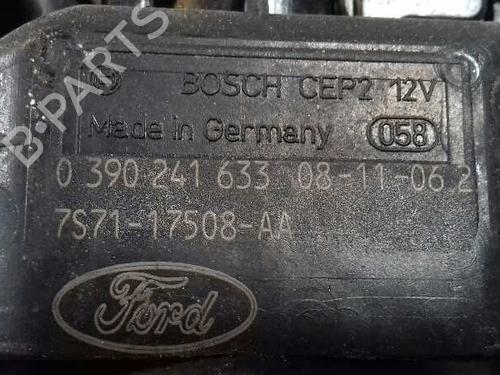 B-PARTS
BOSCH CEP2 12V
Made in Germany 058
0 390 241 633 08-11-06 2
7S71-17508-AA
Ford